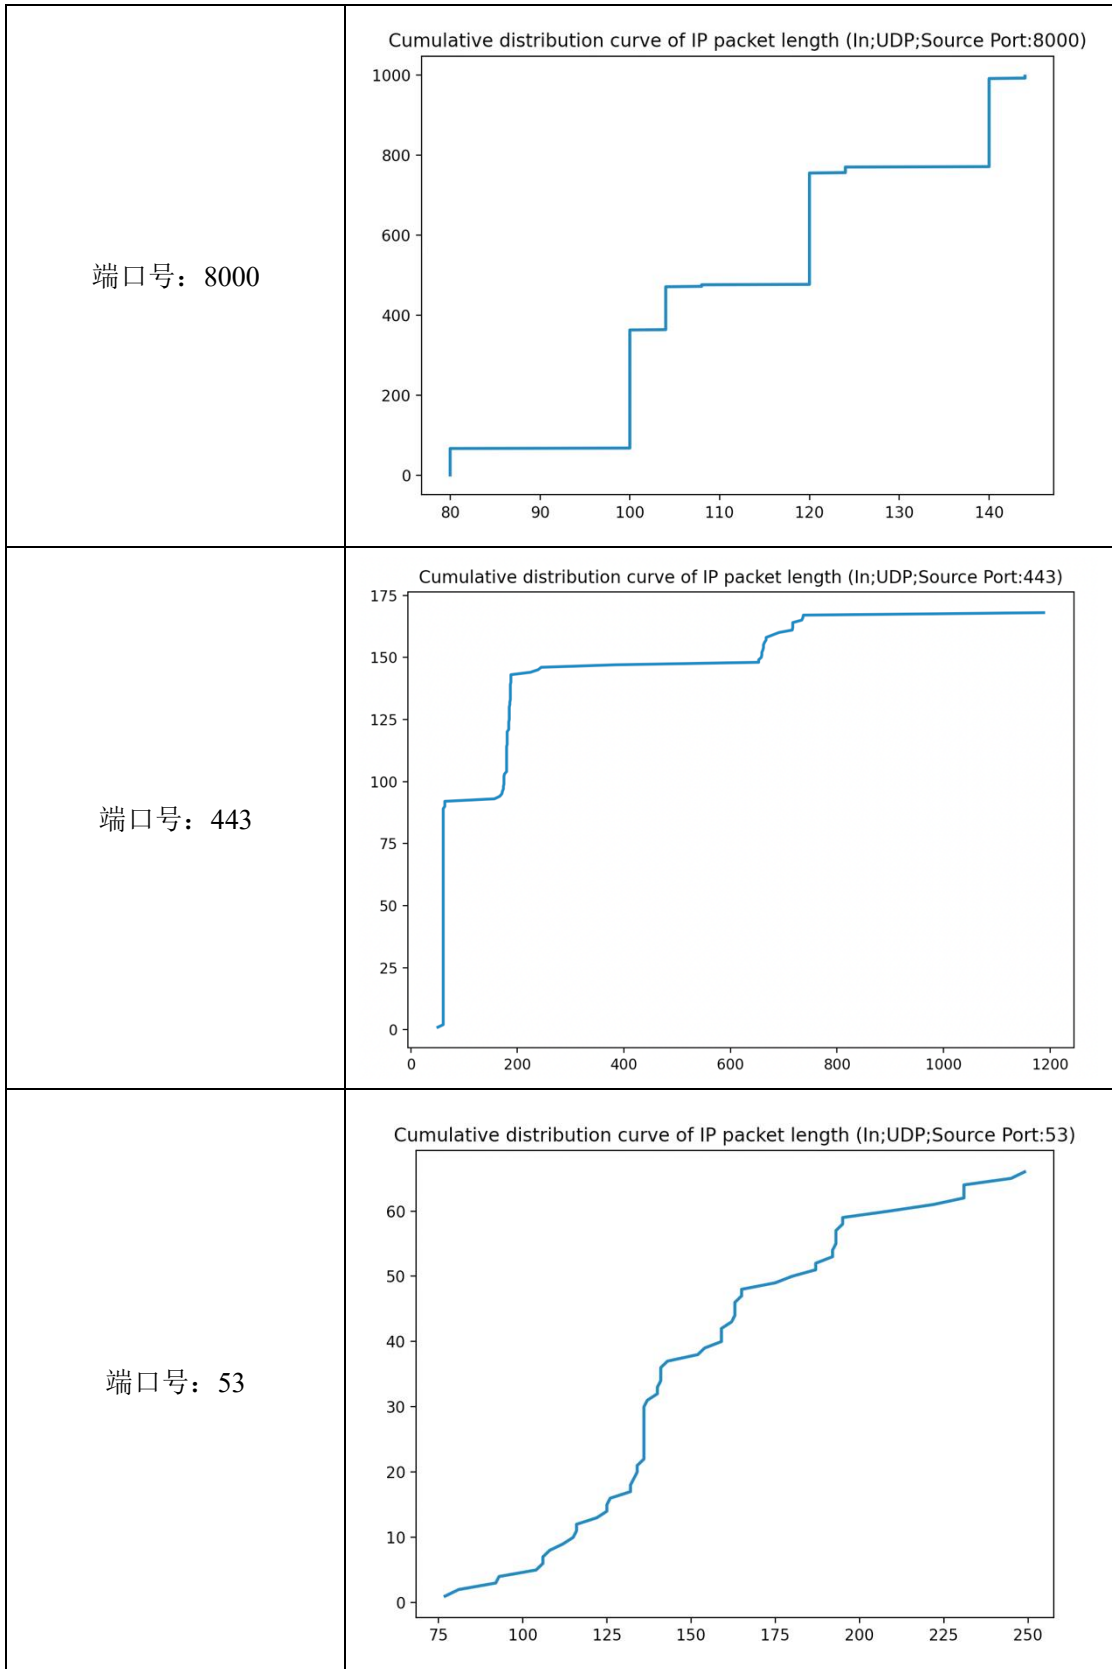 Cumulative distribution curve of IP packet length (In;UDP;Source Port:8000)
1000
800
600
400
200
0
80 90 100 110 120 130 140
端口号：8000
Cumulative distribution curve of IP packet length (In;UDP;Source Port:443)
175
150
125
100
75
50
25
0
0 200 400 600 800 1000 1200
端口号：443
Cumulative distribution curve of IP packet length (In;UDP;Source Port:53)
60
50
40
30
20
10
0
75 100 125 150 175 200 225 250
端口号：53